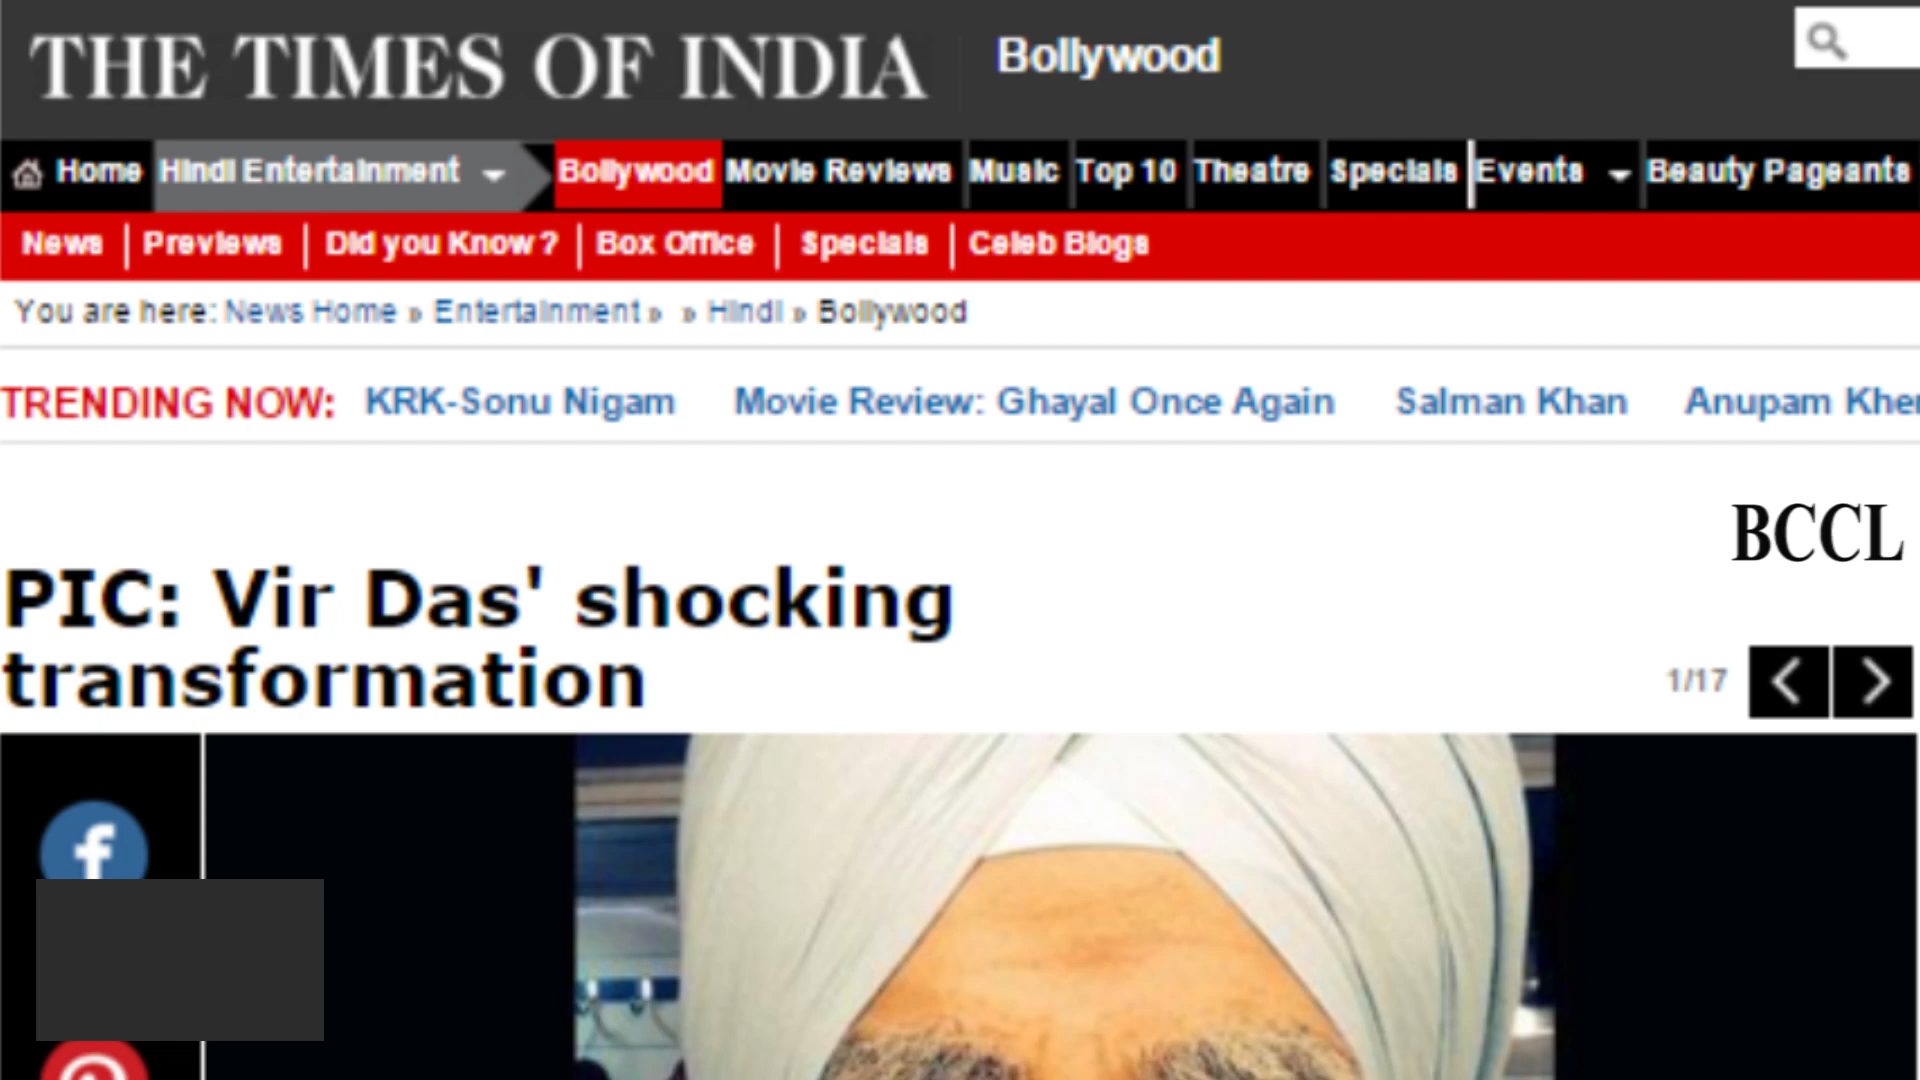 THE TIMES OF INDIA Bollywood
Home Hindi Entertainment Bollywood Movie Reviews Music Top 10 Theatre Specials Events Beauty Pageants
News Previews Did you Know? Box Office Specials Celeb Blogs
You are here: News Home » Entertainment » » Hindi » Bollywood
TRENDING NOW: KRK-Sonu Nigam Movie Review: Ghayal Once Again Salman Khan Anupam Kher
BCCL
PIC: Vir Das' shocking
transformation
1/17